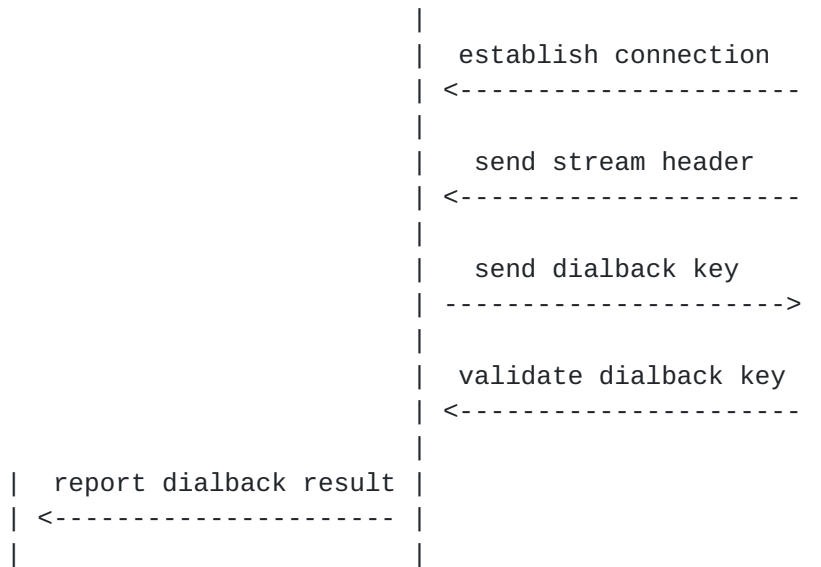 |
| establish connection
| <-----------------------
|
| send stream header
| <-----------------------
|
| send dialback key
| ---------------------->
|
| validate dialback key
| <-----------------------
|
| report dialback result |
| <----------------------- |
| |